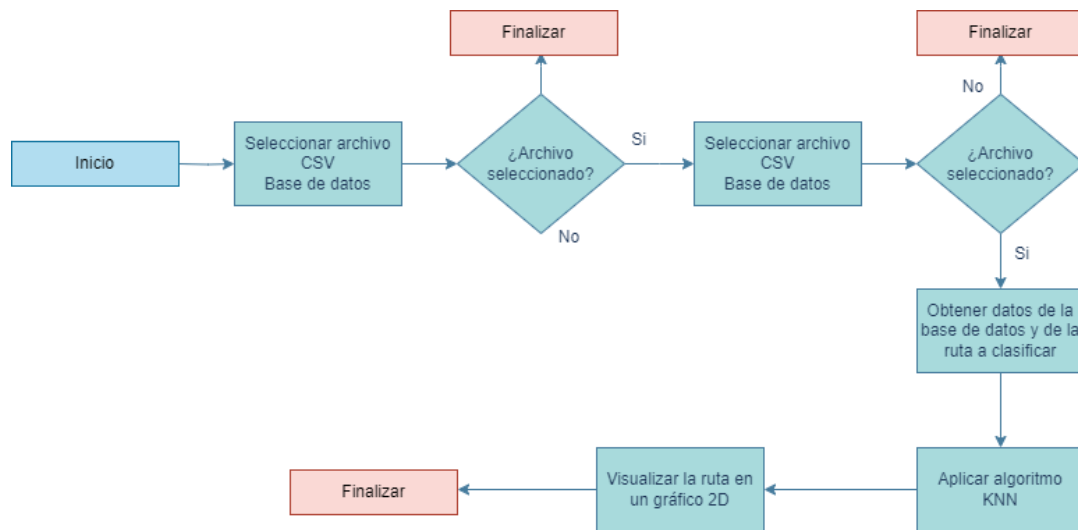 Finalizar
Finalizar
No
Inicio
Seleccionar archivo
CSV
Base de datos
¿Archivo
seleccionado?
Si
No
Seleccionar archivo
CSV
Base de datos
¿Archivo
seleccionado?
Si
Obtener datos de la
base de datos y de la
ruta a clasificar
Aplicar algoritmo
KNN
Visualizar la ruta en
un gráfico 2D
Finalizar